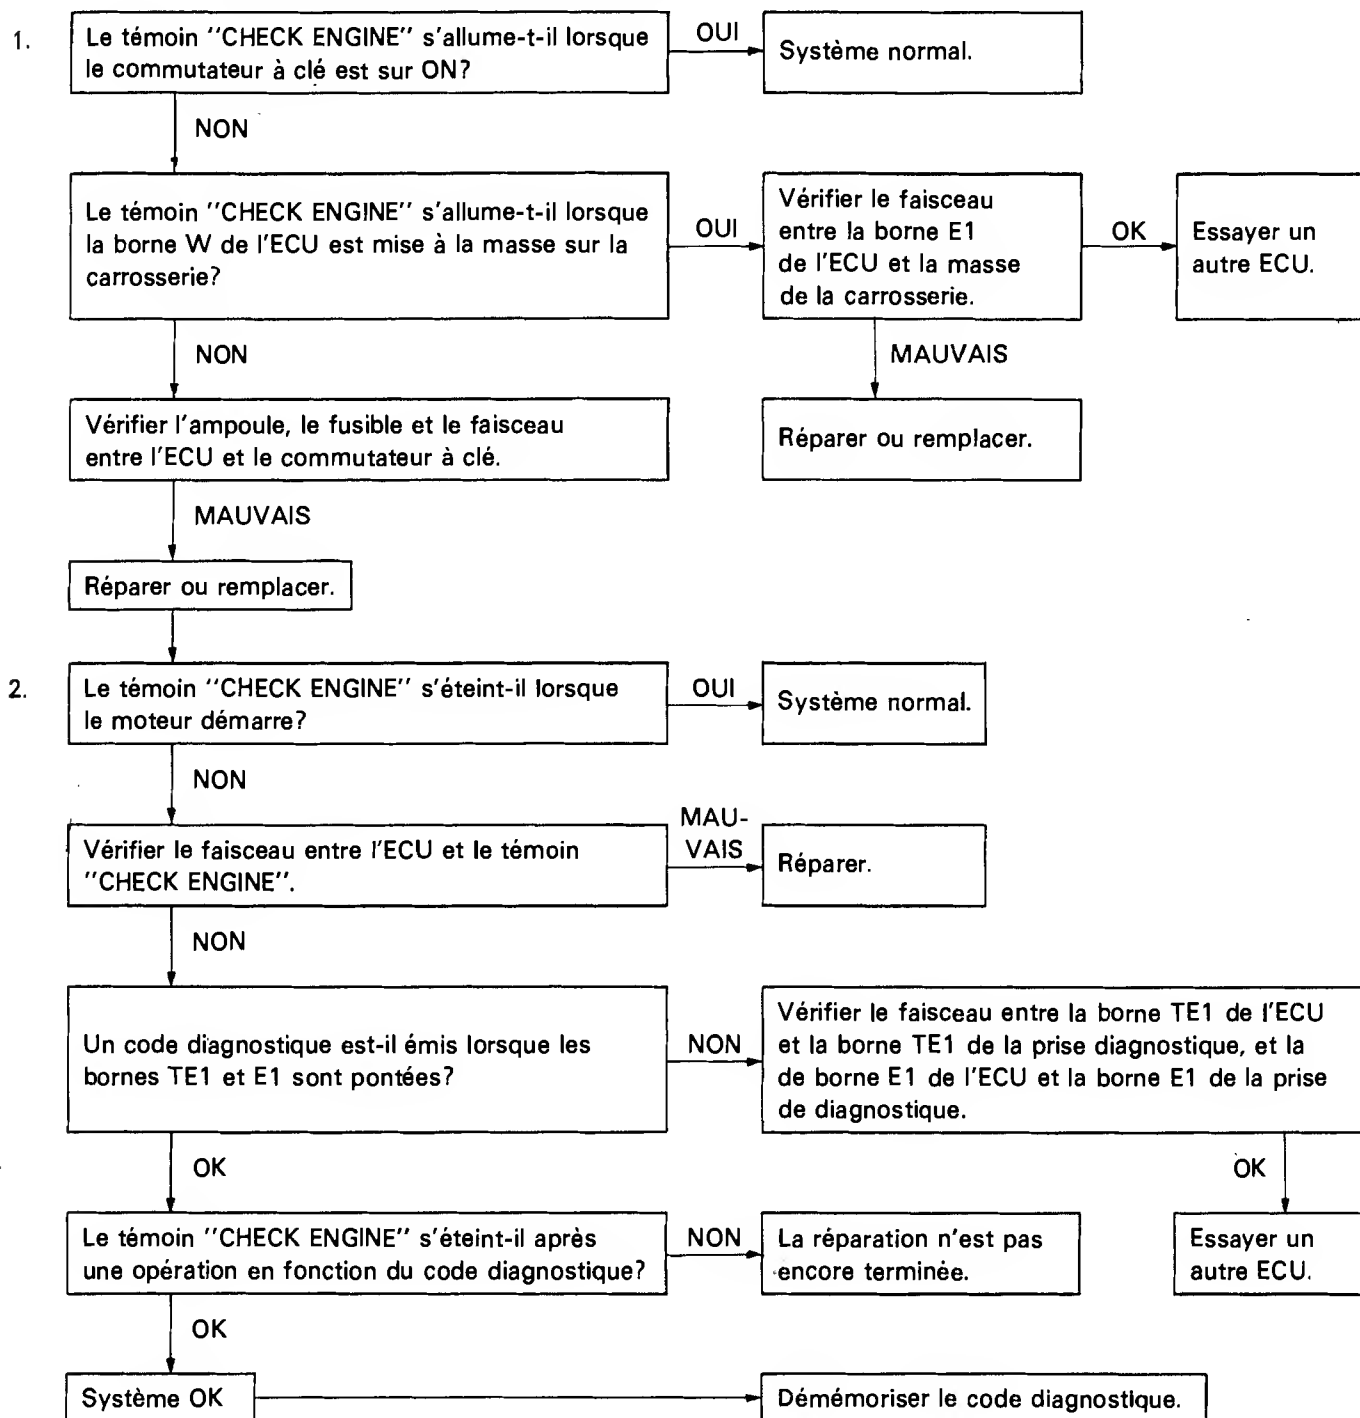 1.
Le témoin "CHECK ENGINE" s'allume-t-il lorsque
le commutateur à clé est sur ON?
OUI
Système normal.
NON
Le témoin "CHECK ENGINE" s'allume-t-il lorsque
la borne W de l'ECU est mise à la masse sur la
carrosserie?
OUI
Vérifier le faisceau
entre la borne E1
de l'ECU et la masse
de la carrosserie.
OK
Essayer un
autre ECU.
NON
MAUVAIS
Vérifier l'ampoule, le fusible et le faisceau
entre l'ECU et le commutateur à clé.
Réparer ou remplacer.
MAUVAIS
Réparer ou remplacer.
2.
Le témoin "CHECK ENGINE" s'éteint-il lorsque
le moteur démarre?
OUI
Système normal.
NON
Vérifier le faisceau entre l'ECU et le témoin
"CHECK ENGINE".
MAU-
VAIS
Réparer.
NON
Un code diagnostique est-il émis lorsque les
bornes TE1 et E1 sont pontées?
NON
Vérifier le faisceau entre la borne TE1 de l'ECU
et la borne TE1 de la prise diagnostique, et la
de borne E1 de l'ECU et la borne E1 de la prise
de diagnostique.
OK
OK
Le témoin "CHECK ENGINE" s'éteint-il après
une opération en fonction du code diagnostique?
NON
La réparation n'est pas
encore terminée.
Essayer un
autre ECU.
OK
Système OK
Démémoriser le code diagnostique.